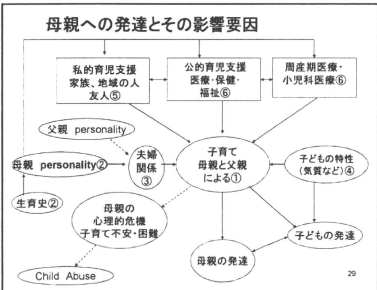 母親への発達とその影響要因
私的育児支援
家族、地域の人
友人⑤
公的育児支援
医療・保健・
福祉⑥
周産期医療・
小児科医療⑥
父親 personality
母親 personality②
夫婦
関係
③
子育て
母親と父親
による①
子どもの特性
(気質など)④
生育史②
母親の
心理的危機
子育て不安・困難
子どもの発達
母親の発達
Child Abuse
29